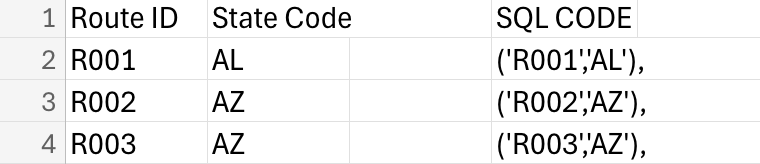 1 Route ID State Code SQL CODE
2 R001 AL ('R001','AL'),
3 R002 AZ ('R002','AZ'),
4 R003 AZ ('R003','AZ'),